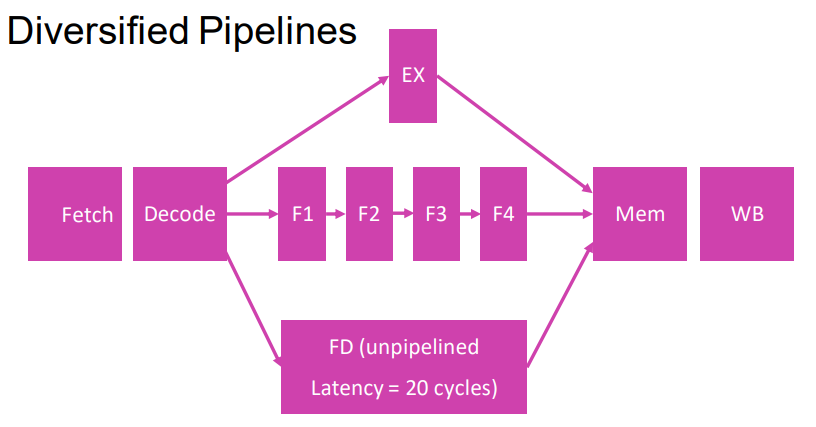 Diversified Pipelines
EX
Fetch
Decode
F1
F2
F3
F4
Mem
WB
FD (unpipelined
Latency = 20 cycles)